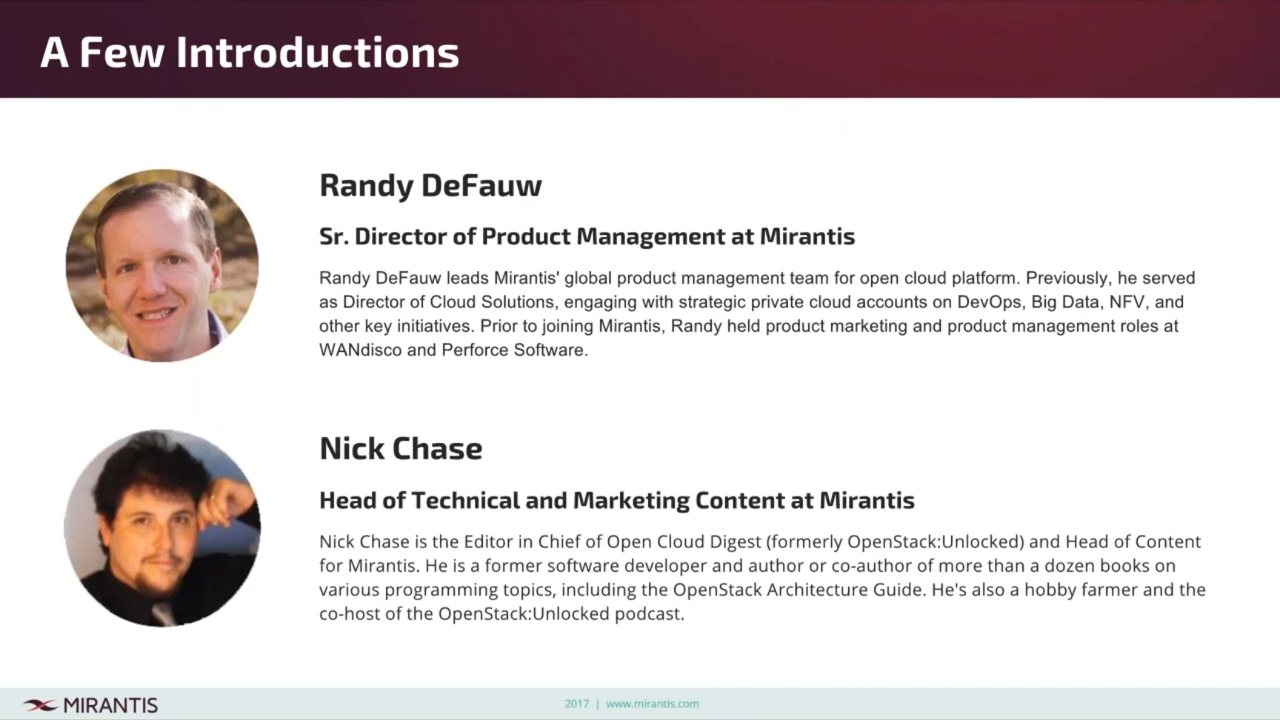 A Few Introductions
Randy DeFauw
Sr. Director of Product Management at Mirantis
Randy DeFauw leads Mirantis' global product management team for open cloud platform. Previously, he served
as Director of Cloud Solutions, engaging with strategic private cloud accounts on DevOps, Big Data, NFV, and
other key initiatives. Prior to joining Mirantis, Randy held product marketing and product management roles at
WANdisco and Perforce Software.
Nick Chase
Head of Technical and Marketing Content at Mirantis
Nick Chase is the Editor in Chief of Open Cloud Digest (formerly OpenStack:Unlocked) and Head of Content
for Mirantis. He is a former software developer and author or co-author of more than a dozen books on
various programming topics, including the OpenStack Architecture Guide. He's also a hobby farmer and the
co-host of the OpenStack:Unlocked podcast.
MIRANTIS
2017 | www.mirantis.com